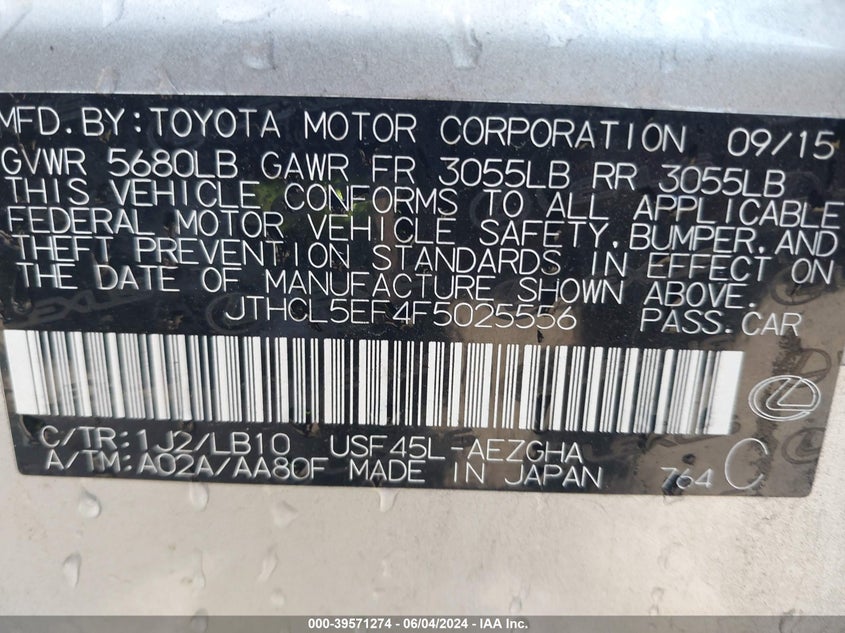 MFD. BY: TOYOTA MOTOR CORPORATION 09/15
GVWR 5680LB GAWR FR 3055LB RR 3055LB
THIS VEHICLE CONFORMS TO ALL APPLICABLE
FEDERAL MOTOR VEHICLE SAFETY, BUMPER, AND
THEFT PREVENTION STANDARDS IN EFFECT ON
THE DATE OF MANUFACTURE SHOWN ABOVE.
JTHCL5EF4F5025556 PASS. CAR
C/TR: 1J2/LB10 USF45L-AEZGHA
A/TM: A02A/AA80F MADE IN JAPAN 764 C
000-39571274 - 06/04/2024 - IAA Inc.